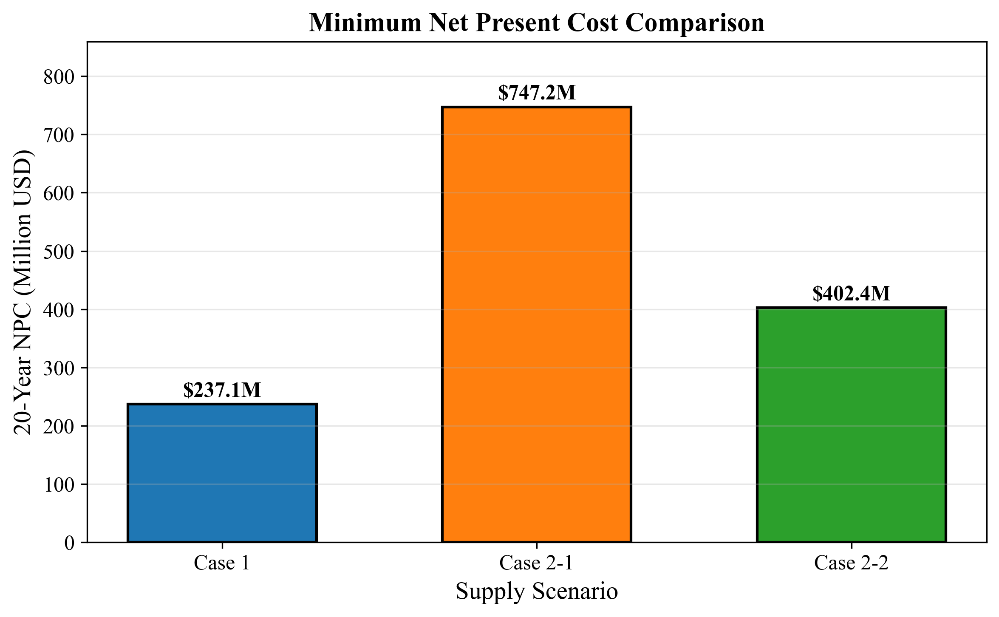 Minimum Net Present Cost Comparison
20-Year NPC (Million USD)
800
700
600
500
400
300
200
100
0
$237.1M
$747.2M
$402.4M
Case 1
Case 2-1
Case 2-2
Supply Scenario